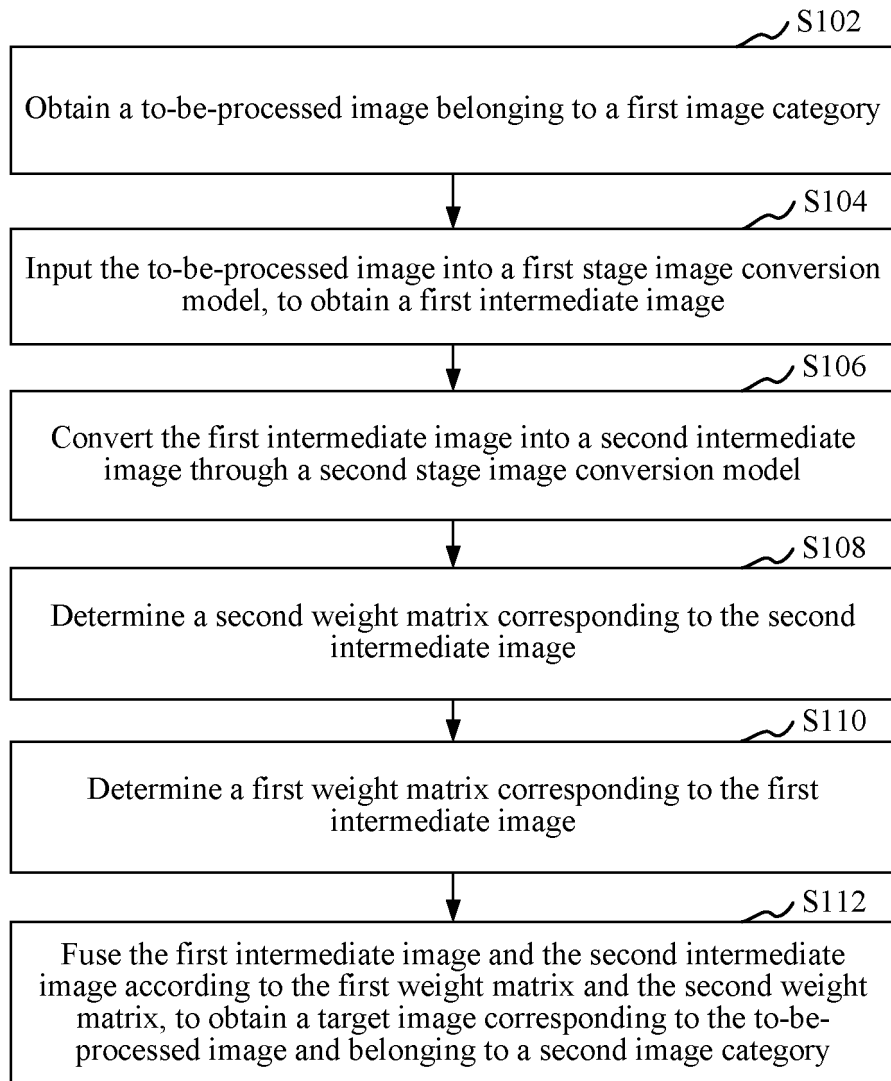 S102
Obtain a to-be-processed image belonging to a first image category
S104
Input the to-be-processed image into a first stage image conversion
model, to obtain a first intermediate image
S106
Convert the first intermediate image into a second intermediate
image through a second stage image conversion model
S108
Determine a second weight matrix corresponding to the second
intermediate image
S110
Determine a first weight matrix corresponding to the first
intermediate image
S112
Fuse the first intermediate image and the second intermediate
image according to the first weight matrix and the second weight
matrix, to obtain a target image corresponding to the to-be-
processed image and belonging to a second image category